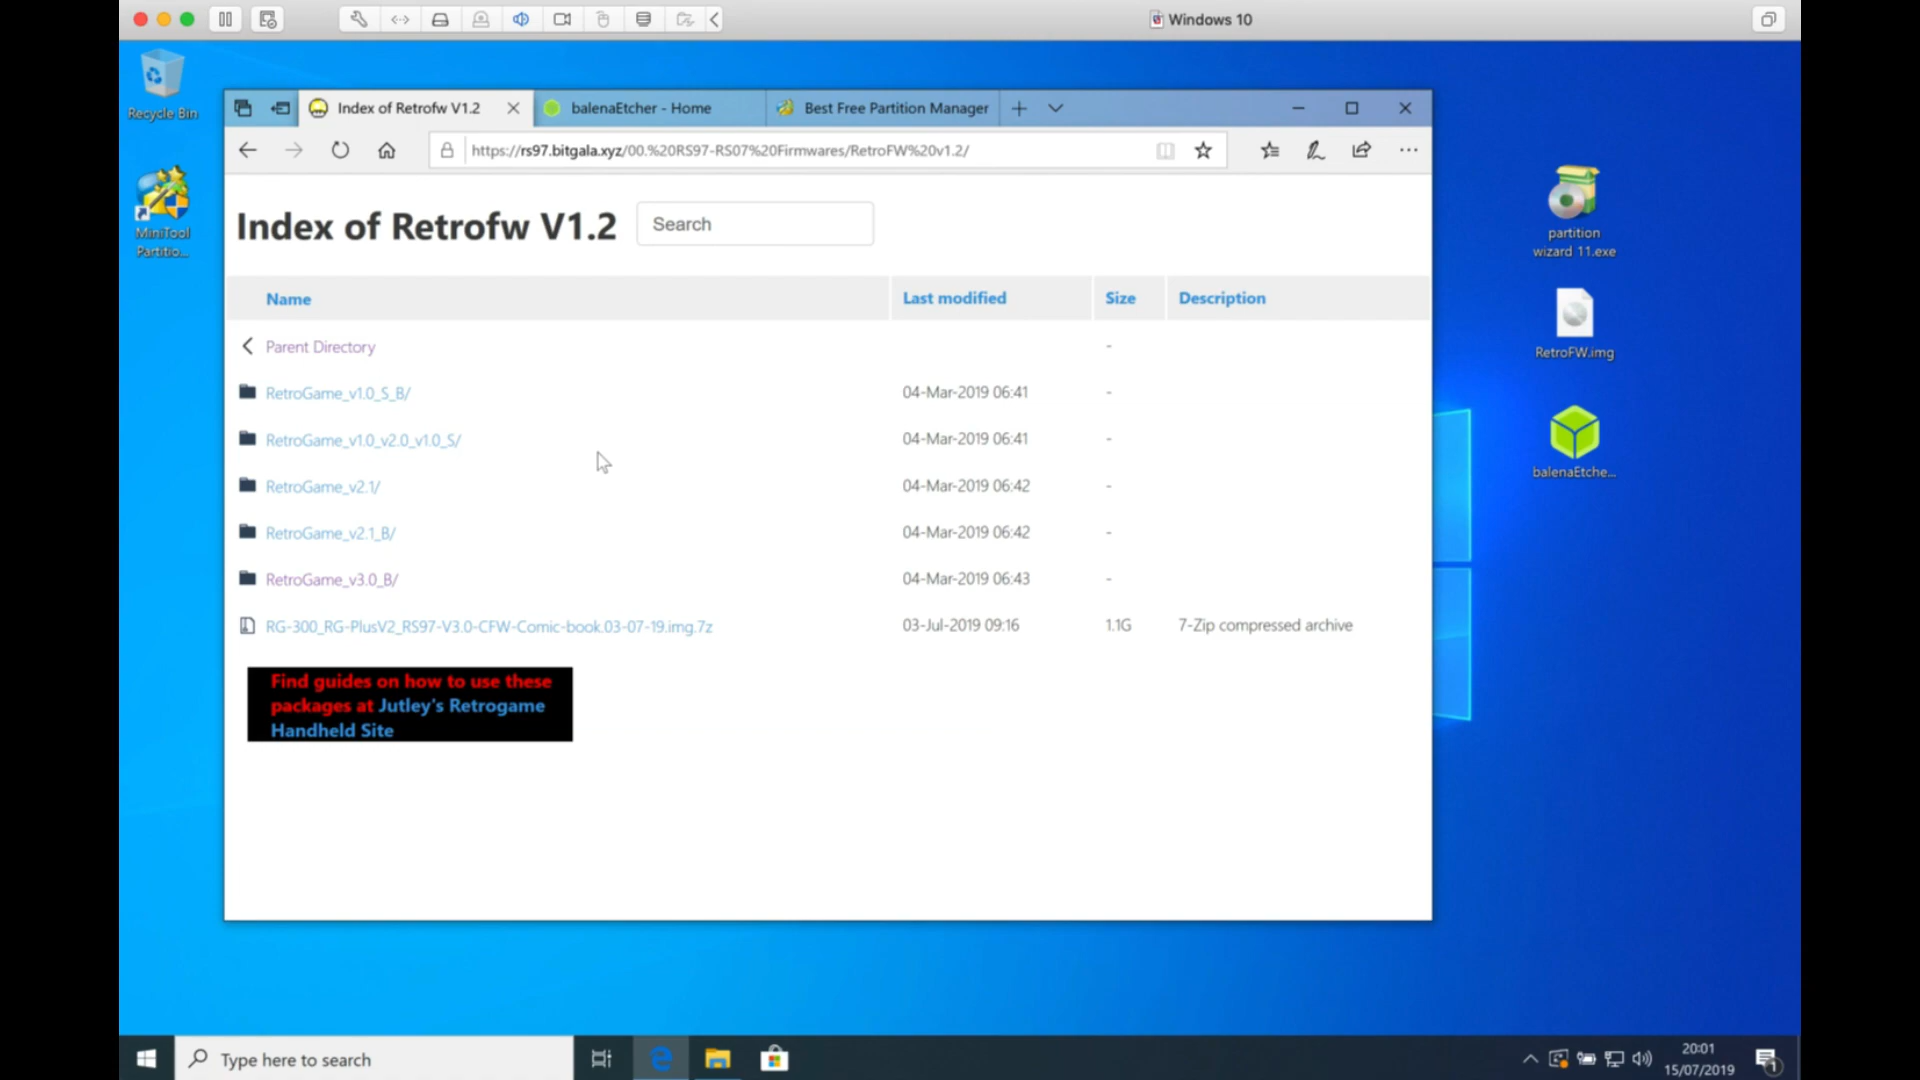 Windows 10
Recycle Bin
MiniTool
Partitio...
Index of Retrofw V1.2
balenaEtcher - Home
Best Free Partition Manager
https://rs97.bitgala.xyz/00.%20RS97-RS07%20Firmwares/RetroFW%20v1.2/
Index of Retrofw V1.2
Search
Name Last modified Size Description
Parent Directory -
RetroGame_v1.0_S_B/ 04-Mar-2019 06:41 -
RetroGame_v1.0_v2.0_v1.0_S/ 04-Mar-2019 06:41 -
RetroGame_v2.1/ 04-Mar-2019 06:42 -
RetroGame_v2.1_B/ 04-Mar-2019 06:42 -
RetroGame_v3.0_B/ 04-Mar-2019 06:43 -
RG-300_RG-PlusV2_RS97-V3.0-CFW-Comic-book.03-07-19.img.7z 03-Jul-2019 09:16 1.1G 7-Zip compressed archive
Find guides on how to use these
packages at Jutley's Retrogame
Handheld Site
partition
wizard 11.exe
RetroFW.img
balenaEtche...
Type here to search
20:01
15/07/2019
1